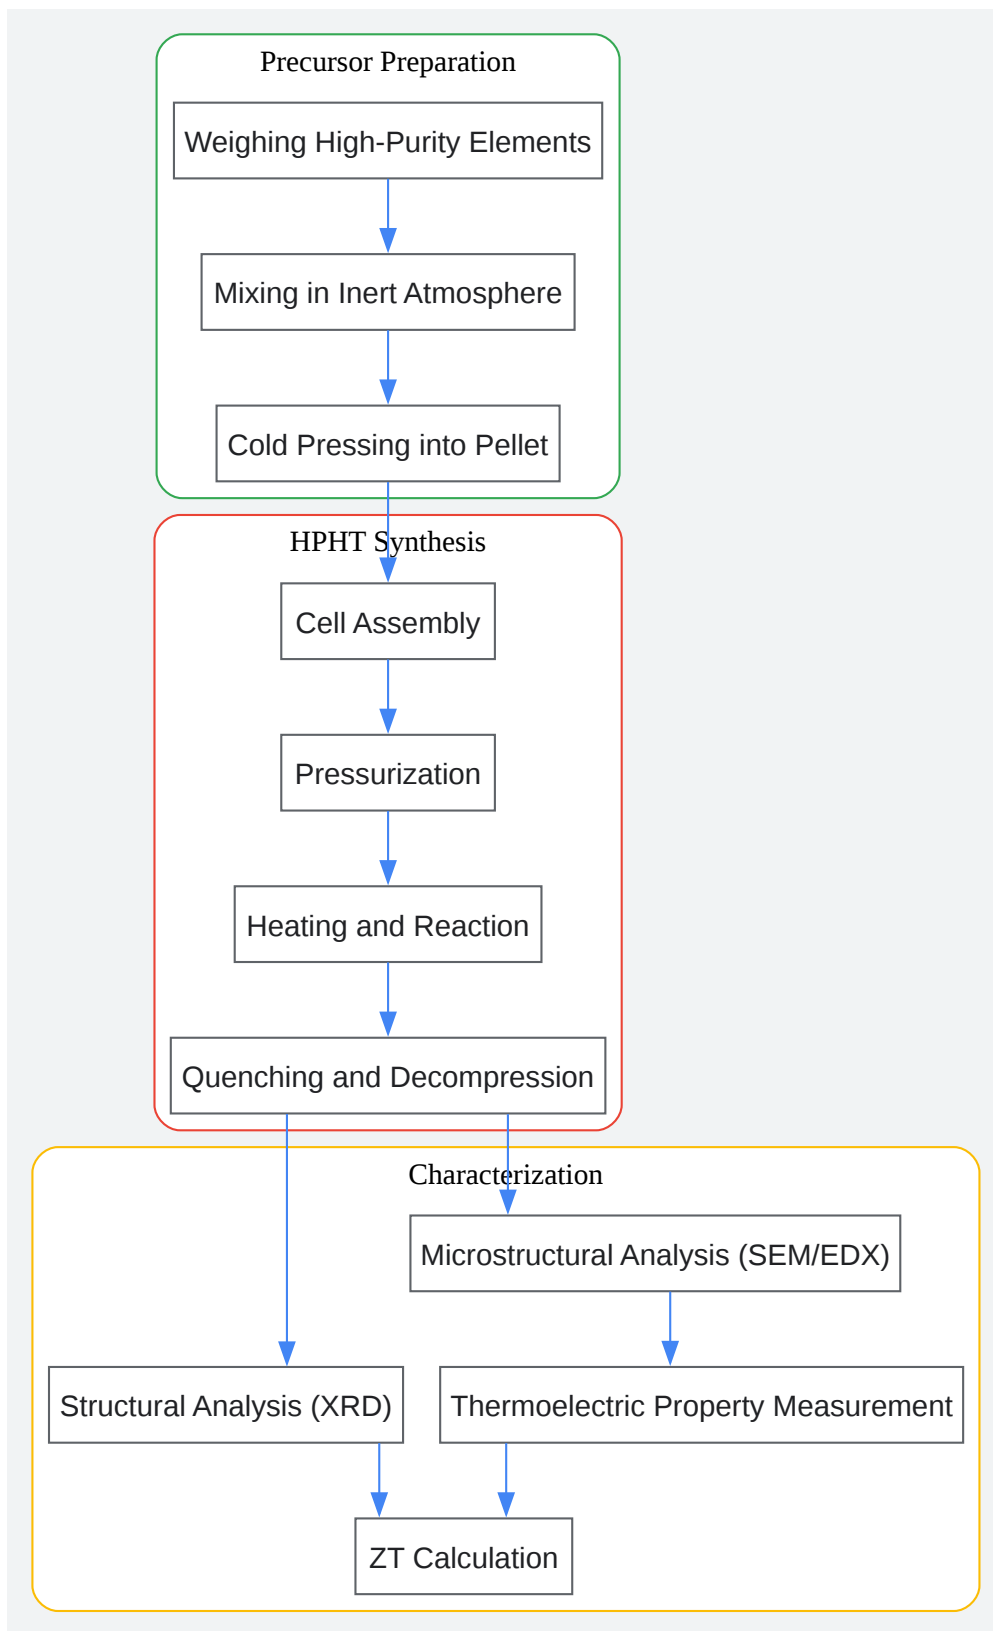 Precursor Preparation
Weighing High-Purity Elements
Mixing in Inert Atmosphere
Cold Pressing into Pellet
HPHT Synthesis
Cell Assembly
Pressurization
Heating and Reaction
Quenching and Decompression
Characterization
Microstructural Analysis (SEM/EDX)
Structural Analysis (XRD)
Thermoelectric Property Measurement
ZT Calculation